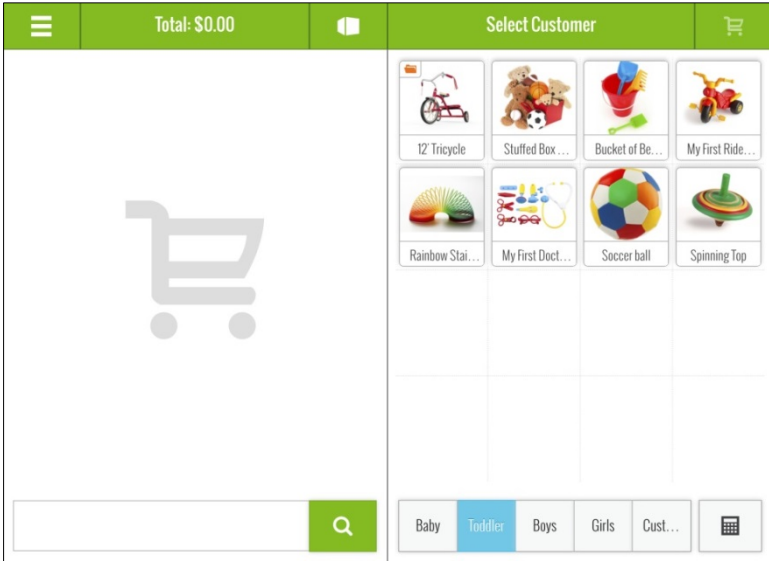 Total: $0.00
Select Customer
12' Tricycle
Stuffed Box ...
Bucket of Be...
My First Ride...
Rainbow Stai...
My First Doct...
Soccer ball
Spinning Top
Baby
Toddler
Boys
Girls
Cust...